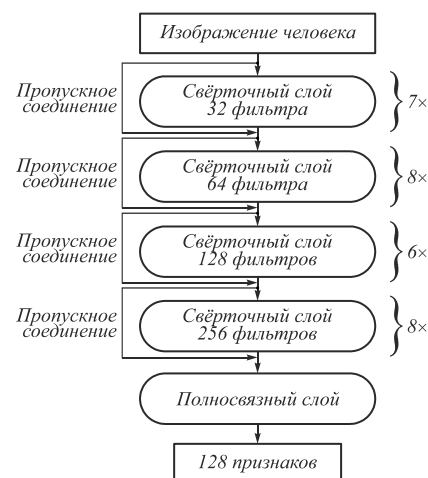 Изображение человека
Пропускное
соединение
Свёрточный слой
32 фильтра
7×
Пропускное
соединение
Свёрточный слой
64 фильтра
8×
Пропускное
соединение
Свёрточный слой
128 фильтров
6×
Пропускное
соединение
Свёрточный слой
256 фильтров
8×
Полносвязный слой
128 признаков